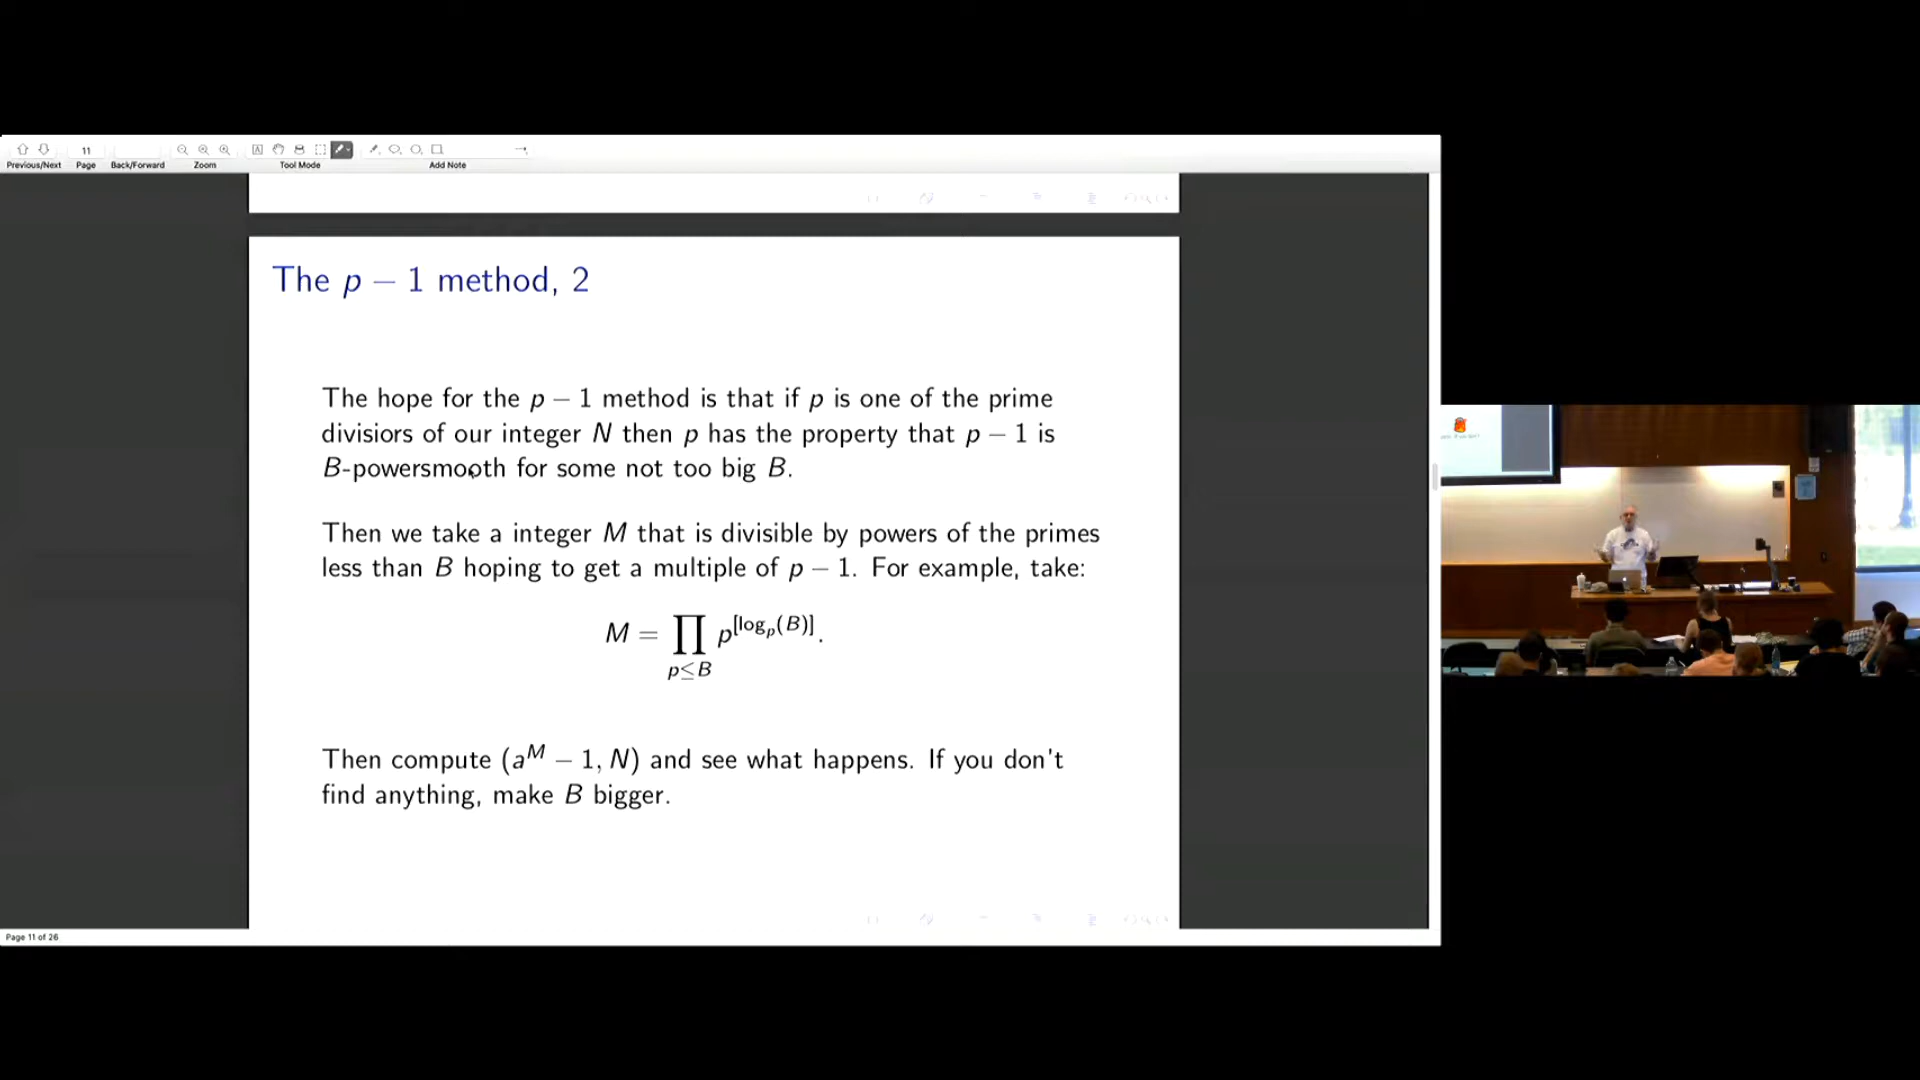 11
Previous/Next Page Back/Forward Zoom Tool Mode Add Note
The p − 1 method, 2
The hope for the p − 1 method is that if p is one of the prime
divisiors of our integer N then p has the property that p − 1 is
B-powersmooth for some not too big B.
Then we take a integer M that is divisible by powers of the primes
less than B hoping to get a multiple of p − 1. For example, take:
M = ∏_{p≤B} p^{[log_p(B)]}.
Then compute (a^M − 1, N) and see what happens. If you don't
find anything, make B bigger.
Page 11 of 26